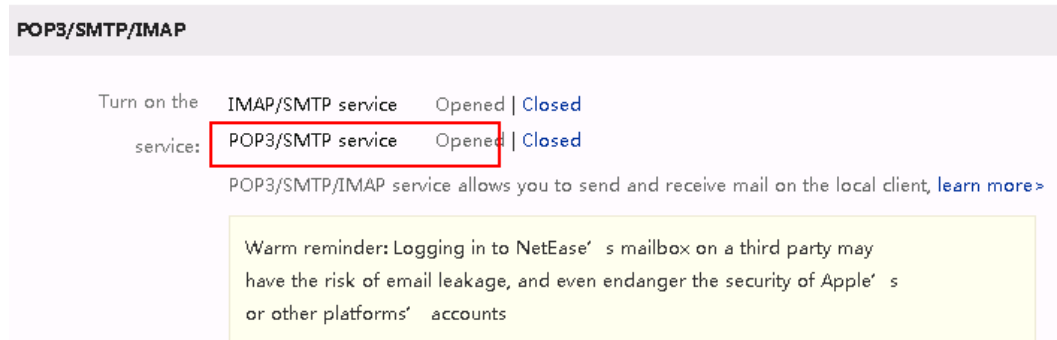 POP3/SMTP/IMAP
Turn on the service:
IMAP/SMTP service Opened | Closed
POP3/SMTP service Opened | Closed
POP3/SMTP/IMAP service allows you to send and receive mail on the local client, learn more>
Warm reminder: Logging in to NetEase’ s mailbox on a third party may
have the risk of email leakage, and even endanger the security of Apple’ s
or other platforms’ accounts